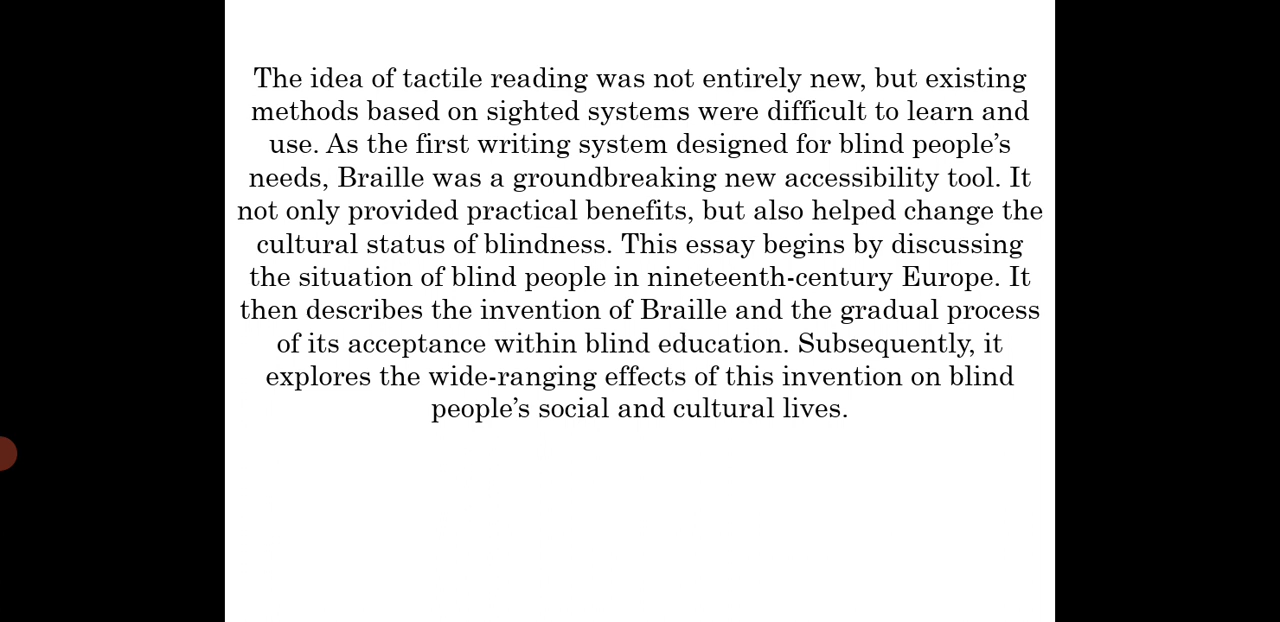 The idea of tactile reading was not entirely new, but existing
methods based on sighted systems were difficult to learn and
use. As the first writing system designed for blind people’s
needs, Braille was a groundbreaking new accessibility tool. It
not only provided practical benefits, but also helped change the
cultural status of blindness. This essay begins by discussing
the situation of blind people in nineteenth-century Europe. It
then describes the invention of Braille and the gradual process
of its acceptance within blind education. Subsequently, it
explores the wide-ranging effects of this invention on blind
people’s social and cultural lives.